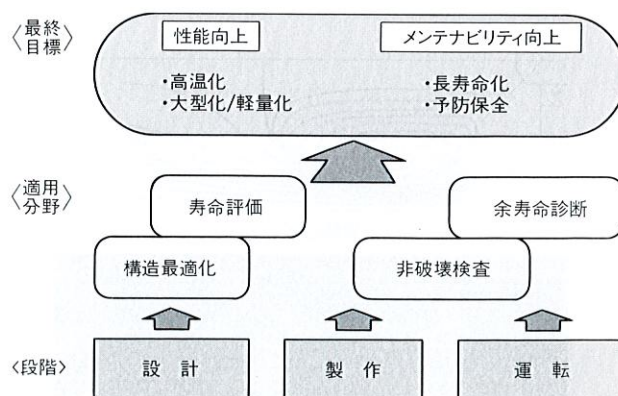 〈最終目標〉
性能向上
・高温化
・大型化/軽量化
メンテナビリティ向上
・長寿命化
・予防保全
〈適用分野〉
寿命評価
余寿命診断
構造最適化
非破壊検査
〈段階〉
設 計
製 作
運 転